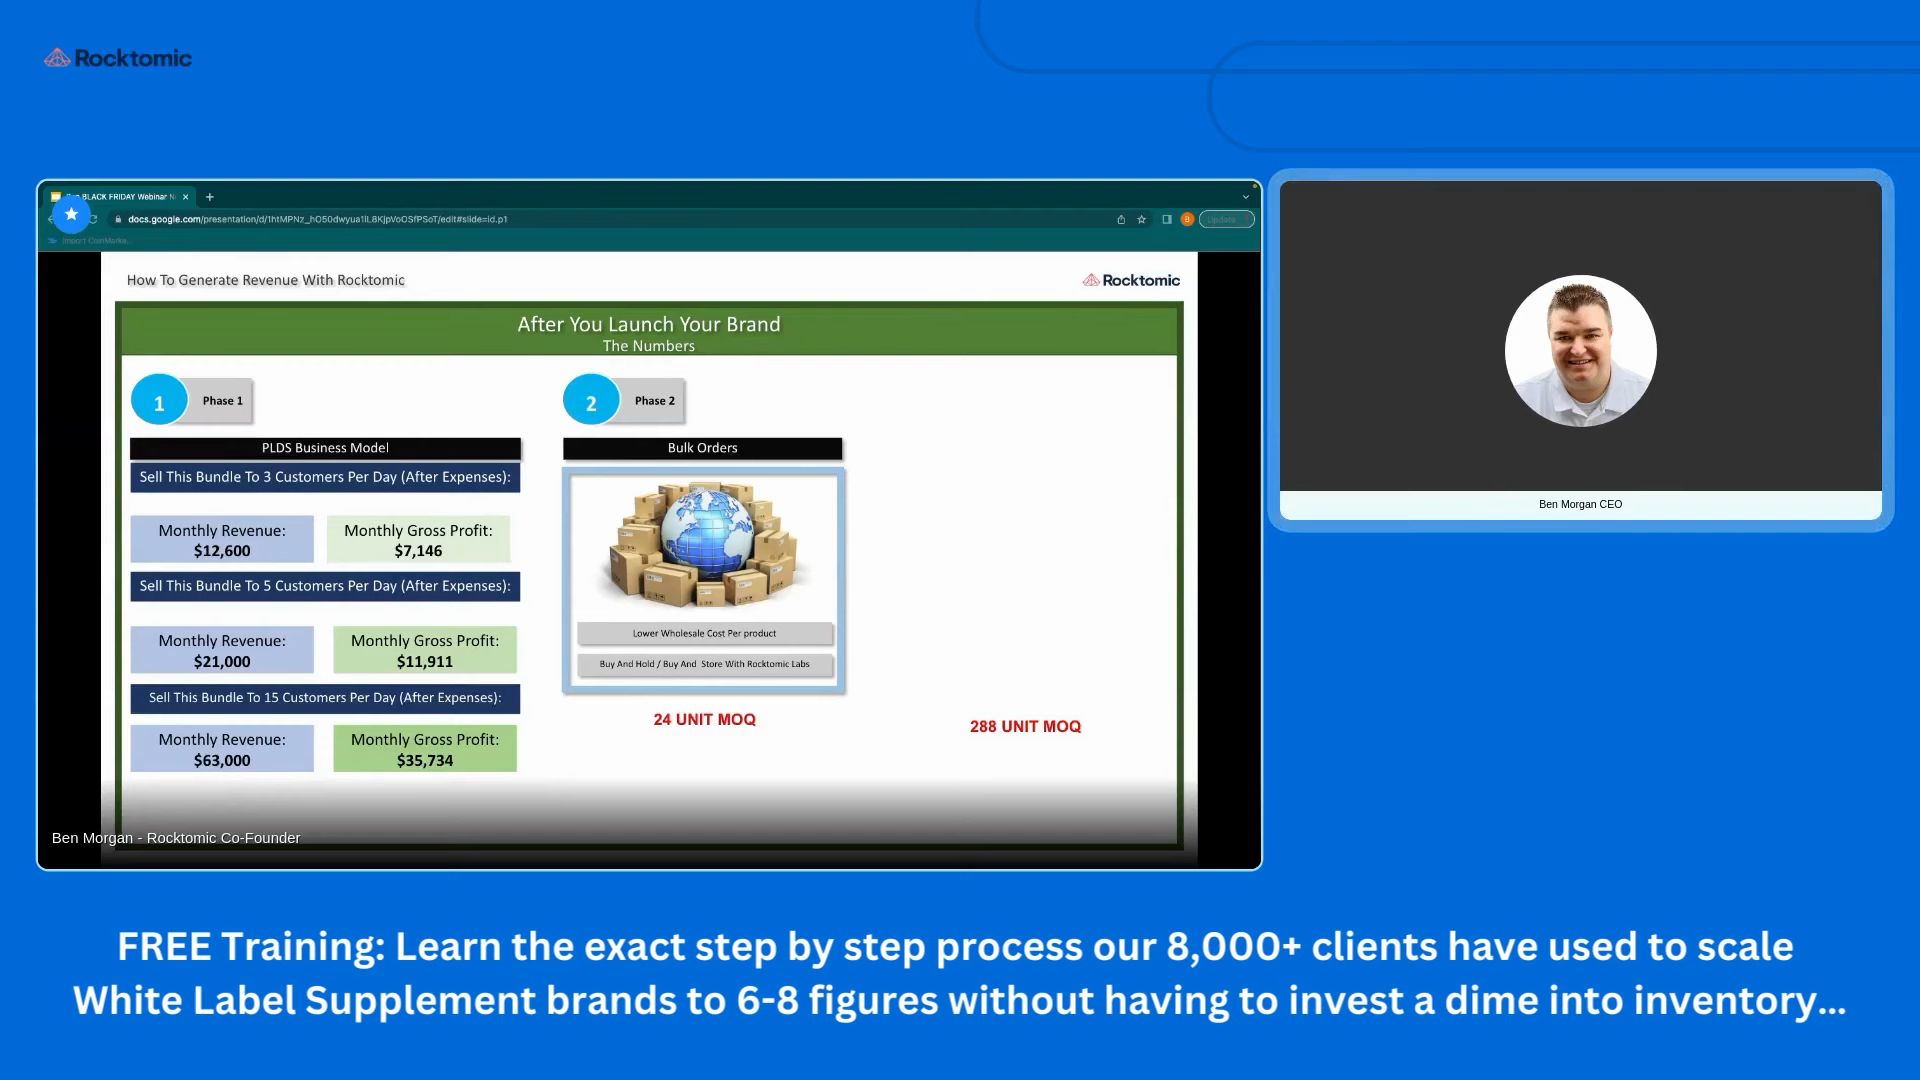 Rocktomic
BLACK FRIDAY Webinar
docs.google.com/presentation/d/1htMPNz_hO50dwyua1lL8KjpVoOSfPSoT/edit#slide=id.p1
Update
Import CoinMarke...
How To Generate Revenue With Rocktomic
Rocktomic
After You Launch Your Brand
The Numbers
1
Phase 1
2
Phase 2
PLDS Business Model
Bulk Orders
Sell This Bundle To 3 Customers Per Day (After Expenses):
Monthly Revenue:
$12,600
Monthly Gross Profit:
$7,146
Sell This Bundle To 5 Customers Per Day (After Expenses):
Monthly Revenue:
$21,000
Monthly Gross Profit:
$11,911
Sell This Bundle To 15 Customers Per Day (After Expenses):
Monthly Revenue:
$63,000
Monthly Gross Profit:
$35,734
Lower Wholesale Cost Per product
Buy And Hold / Buy And Store With Rocktomic Labs
24 UNIT MOQ
288 UNIT MOQ
Ben Morgan - Rocktomic Co-Founder
B
Ben Morgan CEO
FREE Training: Learn the exact step by step process our 8,000+ clients have used to scale
White Label Supplement brands to 6-8 figures without having to invest a dime into inventory...